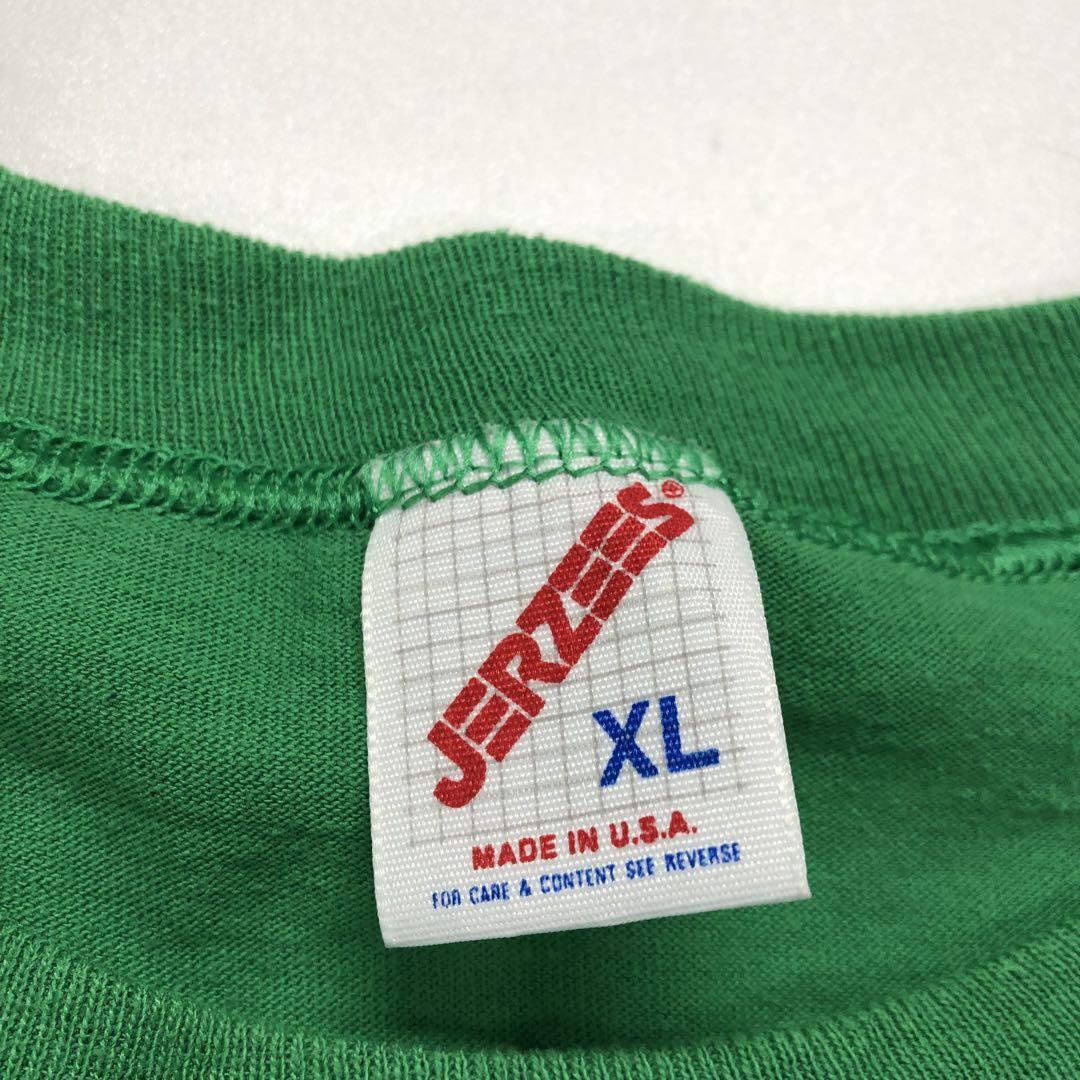 JERZEES®
XL
MADE IN U.S.A.
FOR CARE & CONTENT SEE REVERSE